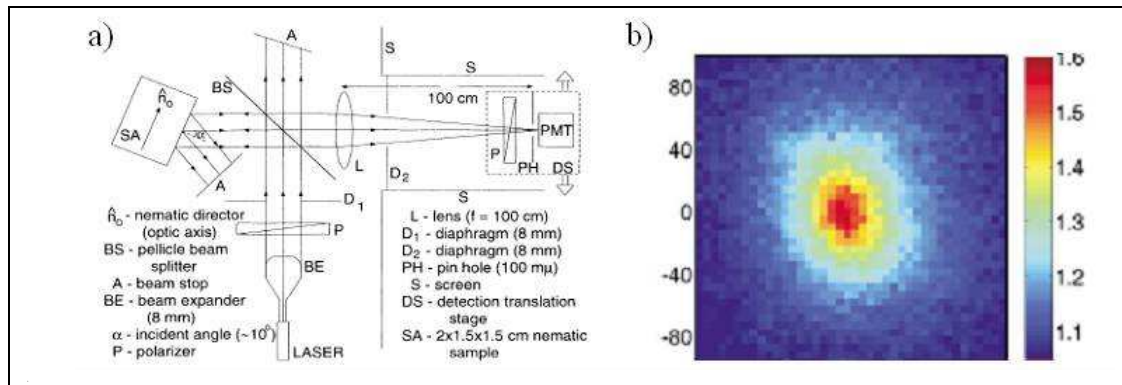 a)
A
S
BS
S
n̂₀
100 cm
SA
α
PMT
P
L
A
PH
DS
D₂
D₁
S
n̂₀ - nematic director
(optic axis)
BS - pellicle beam
splitter
A - beam stop
BE - beam expander
(8 mm)
α - incident angle (~10⁰)
P - polarizer
P
BE
LASER
L - lens (f = 100 cm)
D₁ - diaphragm (8 mm)
D₂ - diaphragm (8 mm)
PH - pin hole (100 mμ)
S - screen
DS - detection translation
stage
SA - 2x1.5x1.5 cm nematic
sample
b)
80
40
0
-40
-80
1.6
1.5
1.4
1.3
1.2
1.1